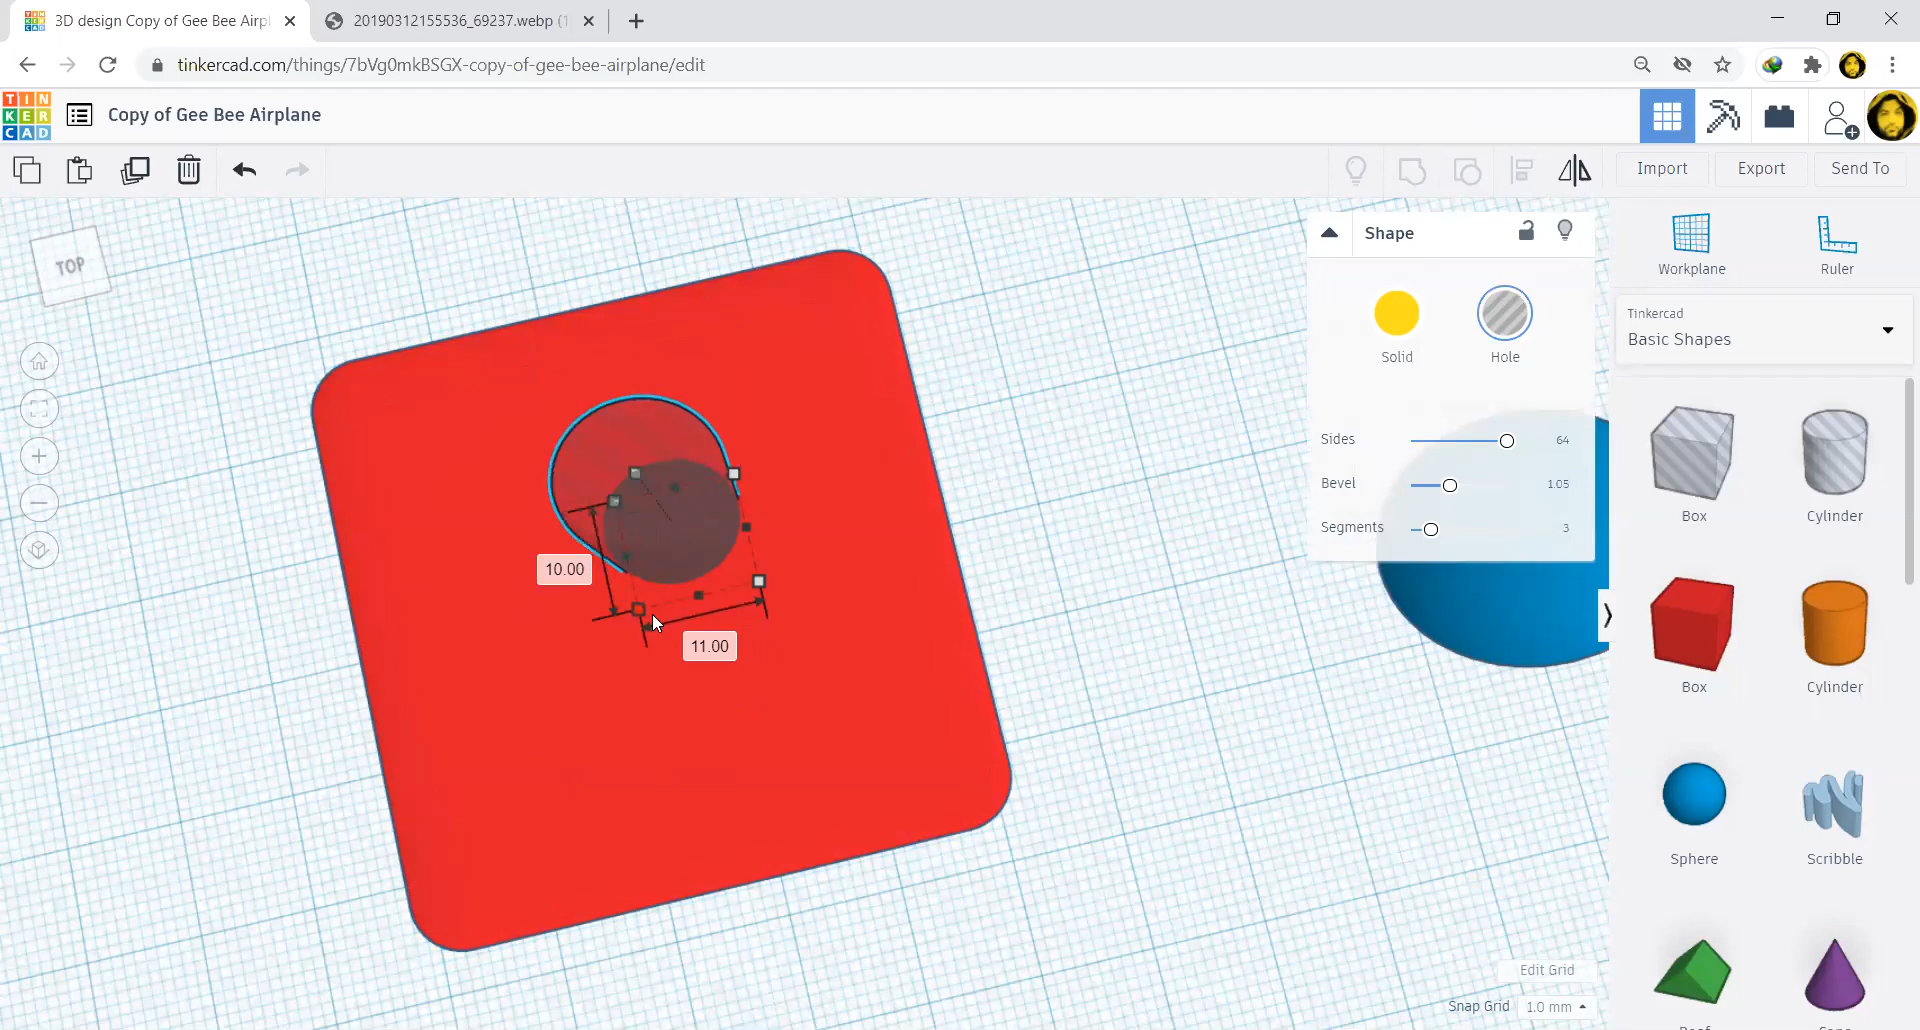 3D design Copy of Gee Bee Airpl
20190312155536_69237.webp (1
tinkercad.com/things/7bVg0mkBSGX-copy-of-gee-bee-airplane/edit
TIN
KER
CAD
Copy of Gee Bee Airplane
Import
Export
Send To
TOP
Shape
Solid
Hole
Sides
64
Bevel
1.05
Segments
3
10.00
11.00
Workplane
Ruler
Tinkercad
Basic Shapes
Box
Cylinder
Box
Cylinder
Sphere
Scribble
Edit Grid
Snap Grid
1.0 mm